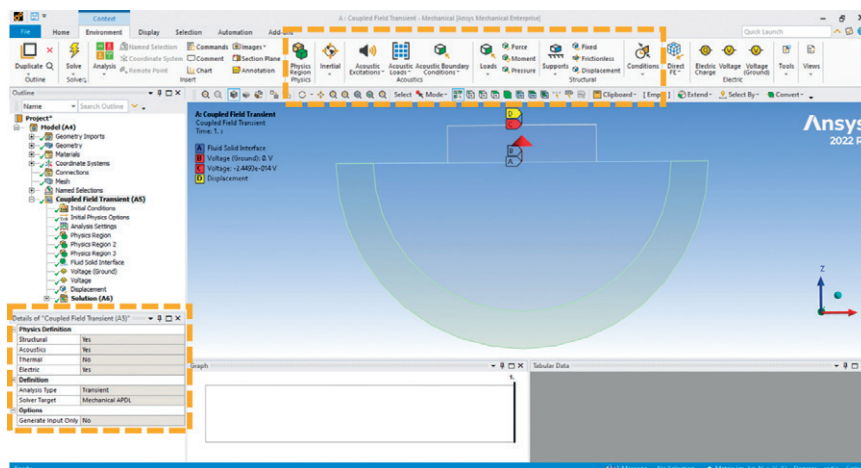 Context
A : Coupled Field Transient - Mechanical [Ansys Mechanical Enterprise]
File Home Environment Display Selection Automation
Quick Launch
Duplicate Q Solve Analysis
Named Selection
Coordinate System
Remote Point
Commands
Comment
Chart
Images
Section Plane
Annotation
Physics Region
Inertial
Acoustic Excitations
Acoustic Loads
Acoustic Boundary Conditions
Loads
Force
Moment
Pressure
Supports
Fixed
Frictionless
Displacement
Conditions
Direct FE
Electric Charge
Voltage
Voltage (Ground)
Tools
Views
Outline Solver Insert Physics Acoustics Structural Electric
Outline
Name Search Outline
Select Mode Clipboard [Empty] Extend Select By Convert
Project*
Model (A4)
Geometry Imports
Geometry
Materials
Coordinate Systems
Connections
Mesh
Named Selections
Coupled Field Transient (A5)
Initial Conditions
Initial Physics Options
Analysis Settings
Physics Region
Physics Region 2
Physics Region 3
Fluid Solid Interface
Voltage (Ground)
Voltage
Displacement
Solution (A6)
A: Coupled Field Transient
Coupled Field Transient
Time: 1. s
A Fluid Solid Interface
B Voltage (Ground): 0. V
C Voltage: -2.4493e-014 V
D Displacement
D
C
B
A
Ansys
2022 R
Z
Details of "Coupled Field Transient (A5)"
Physics Definition
Structural Yes
Acoustics Yes
Thermal No
Electric Yes
Definition
Analysis Type Transient
Solver Target Mechanical APDL
Options
Generate Input Only No
Graph
1.
Tabular Data